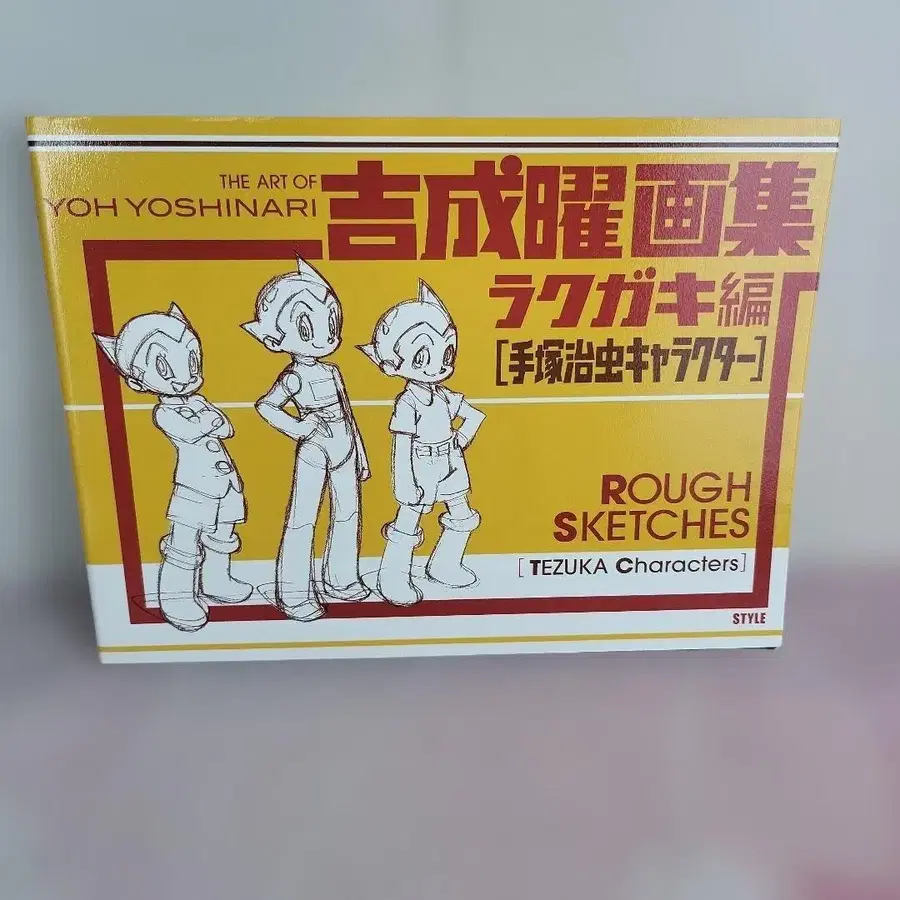 THE ART OF
YOH YOSHINARI
吉成曜画集
ラクガキ編
[手塚治虫キャラクター]
ROUGH
SKETCHES
[TEZUKA Characters]
STYLE